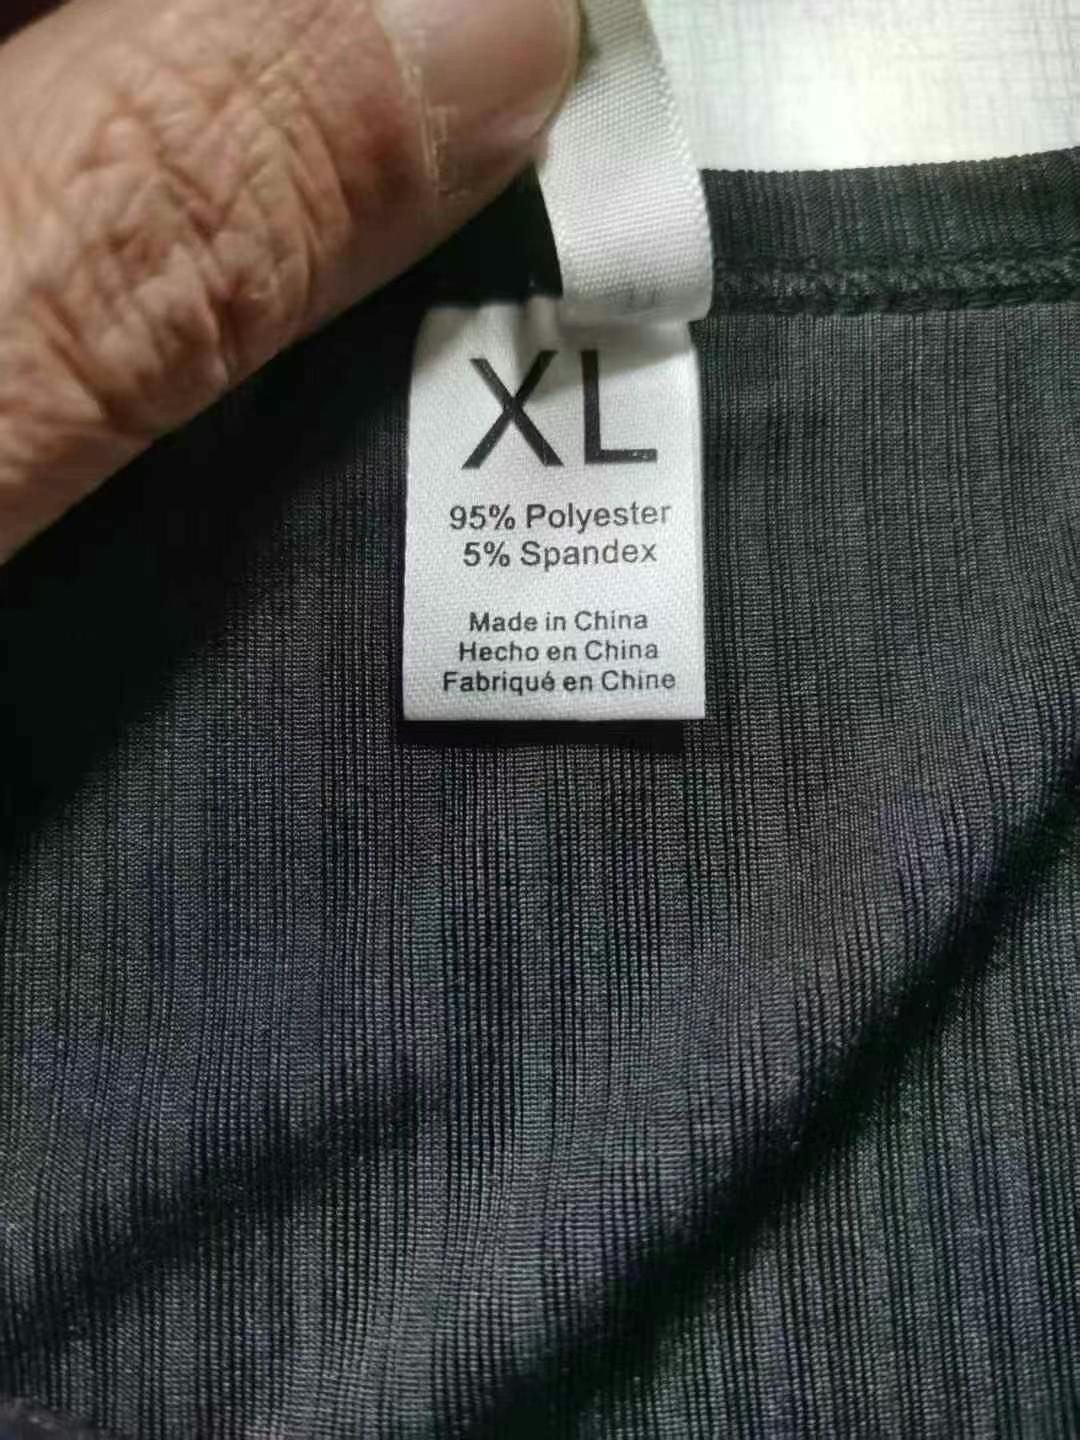 XL
95% Polyester
5% Spandex
Made in China
Hecho en China
Fabriqué en Chine